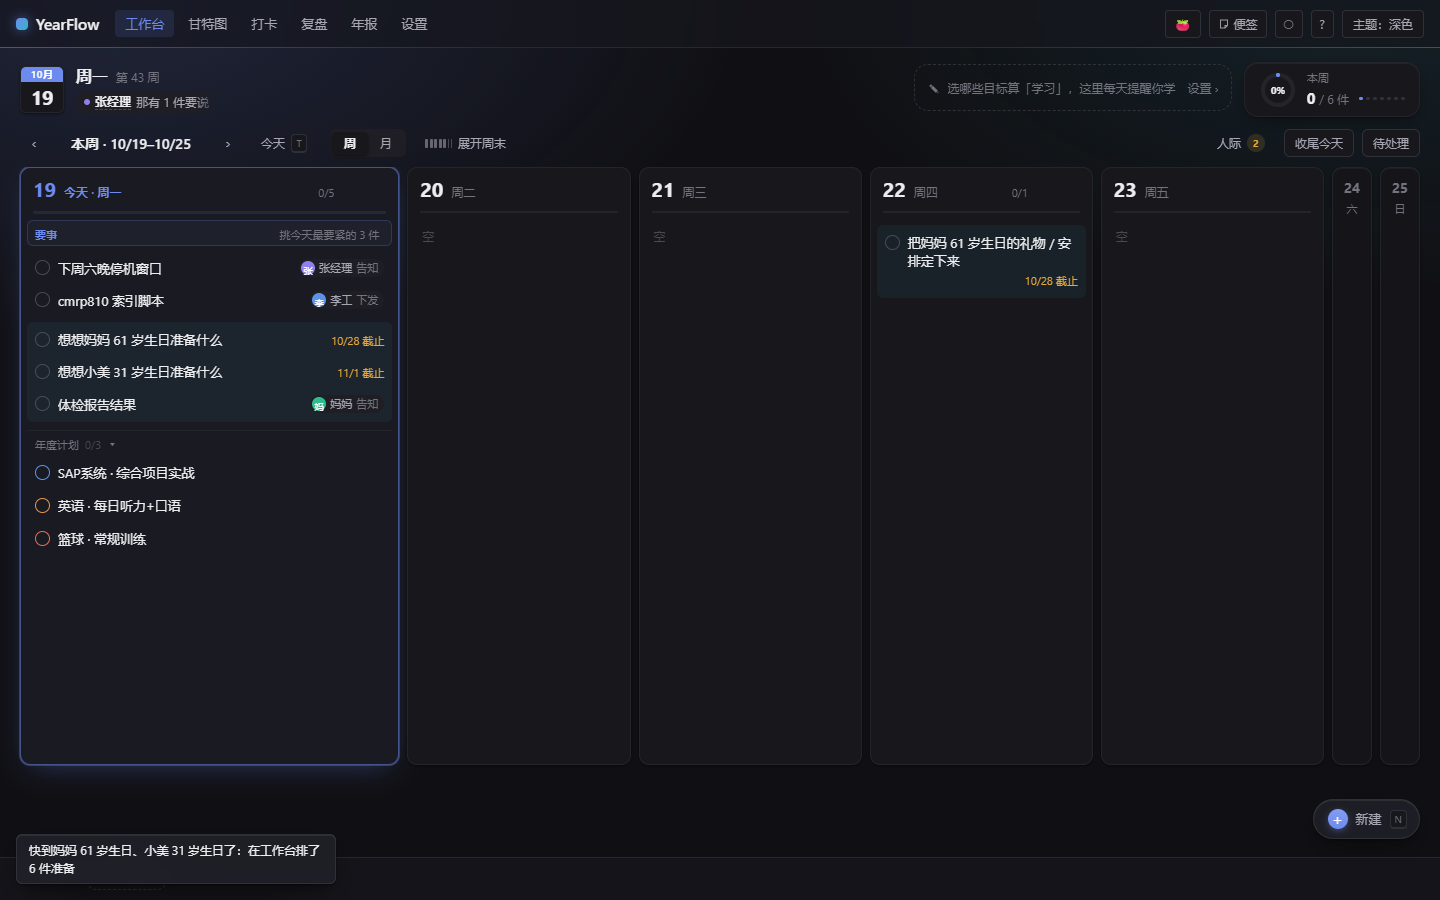 YearFlow 工作台 甘特图 打卡 复盘 年报 设置 便签 ? 主题：深色
10月
19
周一 第 43 周
张经理 那有 1 件要说
选哪些目标算「学习」，这里每天提醒你学 设置 ›
0%
本周
0 / 6 件
‹ 本周 · 10/19–10/25 › 今天 T 周 月 展开周末 人际 2 收尾今天 待处理
19 今天 · 周一 0/5
要事 挑今天最要紧的 3 件
下周六晚停机窗口 张 张经理 告知
cmrp810 索引脚本 李 李工 下发
想想妈妈 61 岁生日准备什么 10/28 截止
想想小美 31 岁生日准备什么 11/1 截止
体检报告结果 妈 妈妈 告知
年度计划 0/3
SAP系统 · 综合项目实战
英语 · 每日听力+口语
篮球 · 常规训练
20 周二
空
21 周三
空
22 周四 0/1
把妈妈 61 岁生日的礼物 / 安
排定下来
10/28 截止
23 周五
空
24
六
25
日
+ 新建 N
快到妈妈 61 岁生日、小美 31 岁生日了：在工作台排了
6 件准备